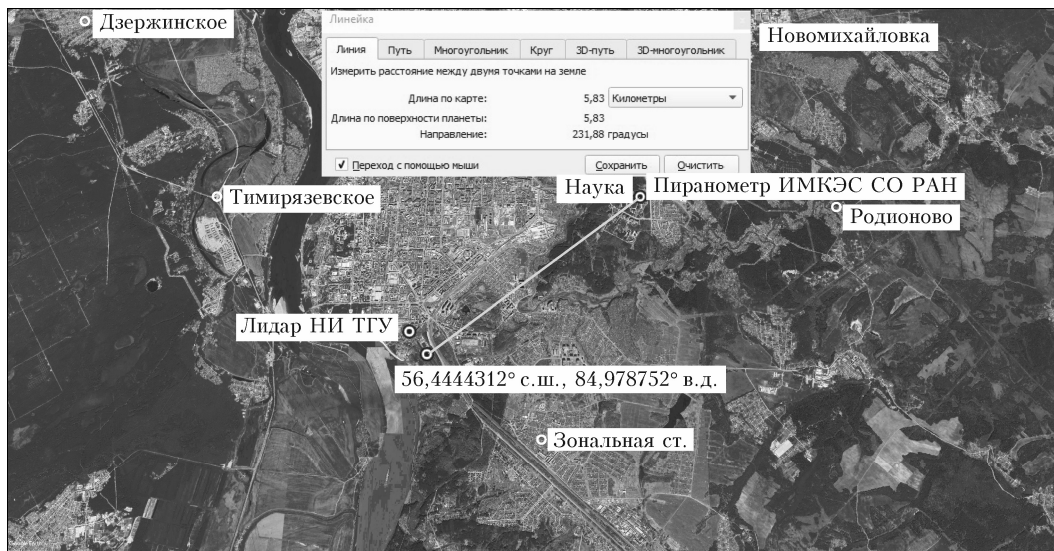 Дзержинское
Линейка
Новомихайловка
Линия Путь Многоугольник Круг 3D-путь 3D-многоугольник
Измерить расстояние между двумя точками на земле
Длина по карте: 5,83 Километры
Длина по поверхности планеты: 5,83
Направление: 231,88 градусы
Переход с помощью мыши Сохранить Очистить
Тимирязевское
Наука
Пиранометр ИМКЭС СО РАН
Родионово
Лидар НИ ТГУ
56,4444312° с.ш., 84,978752° в.д.
Зональная ст.